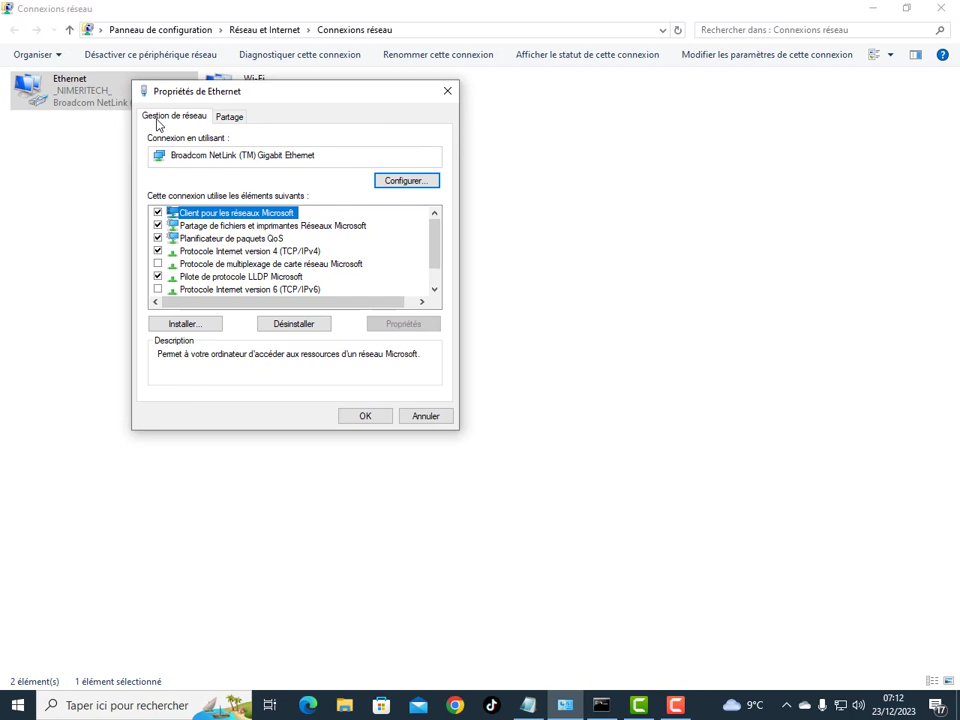 Connexions réseau
Panneau de configuration > Réseau et Internet > Connexions réseau
Rechercher dans : Connexions réseau
Organiser
Désactiver ce périphérique réseau
Diagnostiquer cette connexion
Renommer cette connexion
Afficher le statut de cette connexion
Modifier les paramètres de cette connexion
Ethernet
_NIMERITECH_
Broadcom NetLink (
Wi-Fi
Propriétés de Ethernet
Gestion de réseau
Partage
Connexion en utilisant :
Broadcom NetLink (TM) Gigabit Ethernet
Configurer...
Cette connexion utilise les éléments suivants :
Client pour les réseaux Microsoft
Partage de fichiers et imprimantes Réseaux Microsoft
Planificateur de paquets QoS
Protocole Internet version 4 (TCP/IPv4)
Protocole de multiplexage de carte réseau Microsoft
Pilote de protocole LLDP Microsoft
Protocole Internet version 6 (TCP/IPv6)
Installer...
Désinstaller
Propriétés
Description
Permet à votre ordinateur d'accéder aux ressources d'un réseau Microsoft.
OK
Annuler
2 élément(s)
1 élément sélectionné
Taper ici pour rechercher
9°C
07:12
23/12/2023
17